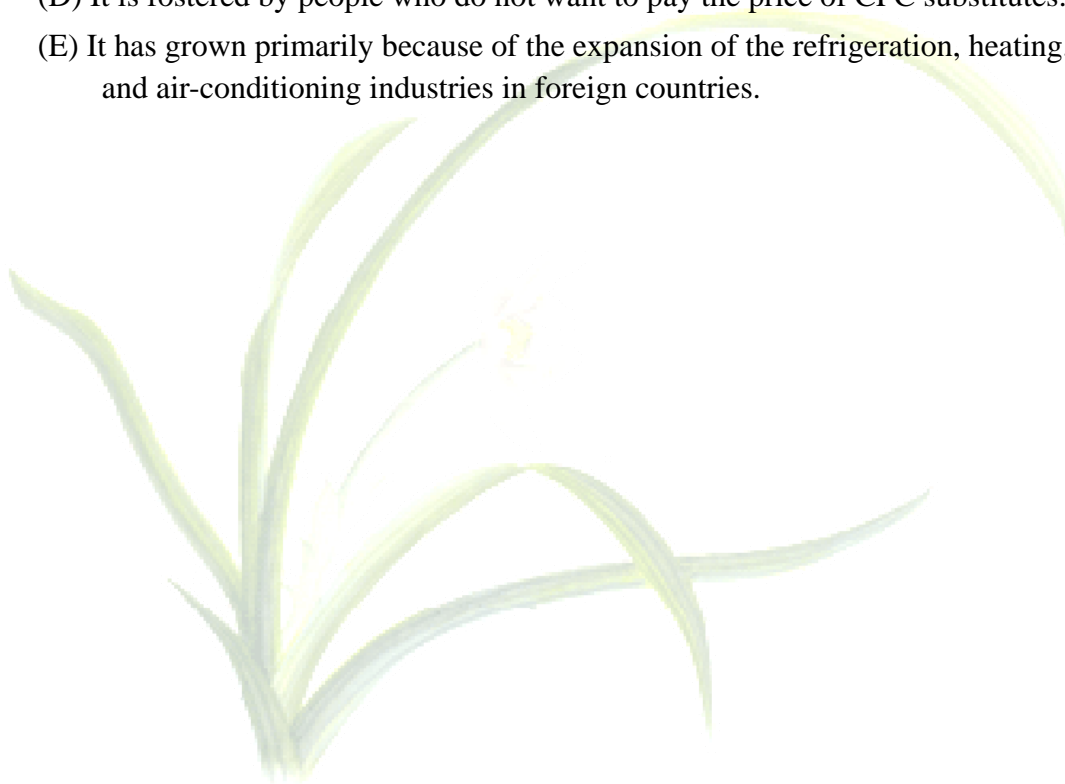 (D) It is fostered by people who do not want to pay the price of CFC substitutes.
(E) It has grown primarily because of the expansion of the refrigeration, heating,
and air-conditioning industries in foreign countries.